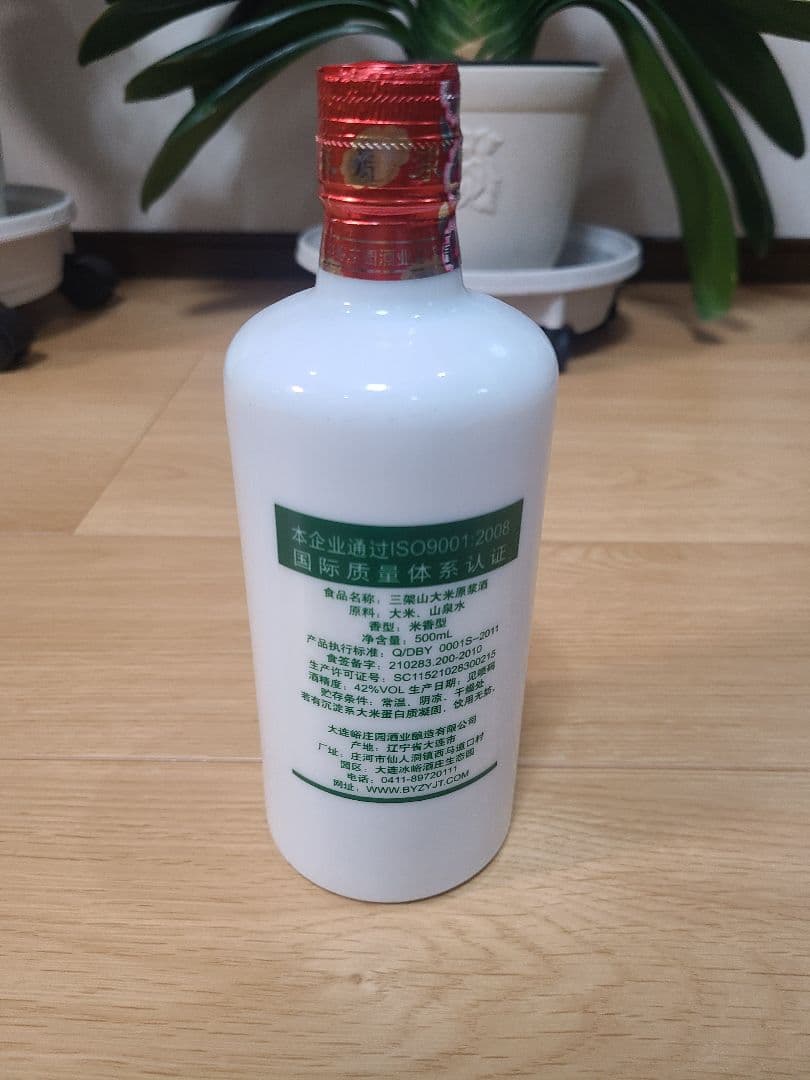 园酒业
本企业通过ISO9001:2008
国际质量体系认证
食品名称：三架山大米原浆酒
原料：大米、山泉水
香型：米香型
净含量：500mL
产品执行标准：Q/DBY 0001S-2011
食签备字：210283.200-2010
生产许可证号：SC11521028300215
酒精度：42%VOL 生产日期：见喷码
贮存条件：常温、阴凉、干燥处
若有沉淀系大米蛋白质凝固，饮用无妨。
大连峪庄园酒业酿造有限公司
产地：辽宁省大连市
厂址：庄河市仙人洞镇西马道口村
园区：大连冰峪酒庄生态园
电话：0411-89720111
网址：WWW.BYZYJT.COM